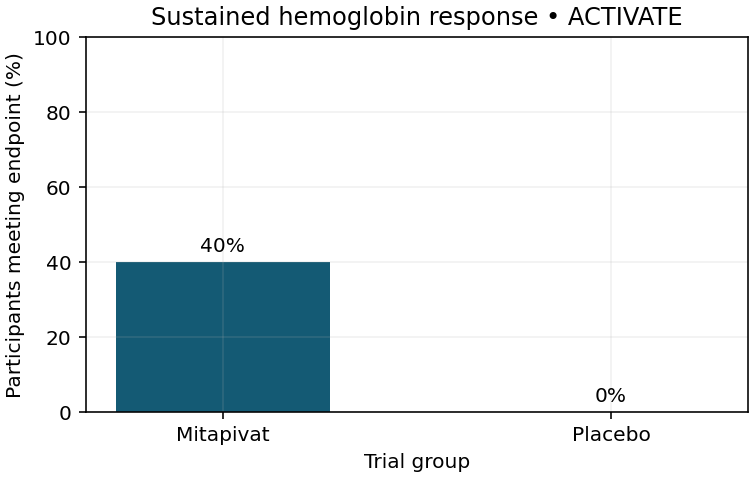 Sustained hemoglobin response • ACTIVATE
Participants meeting endpoint (%)
100
80
60
40
20
0
40%
0%
Mitapivat
Placebo
Trial group